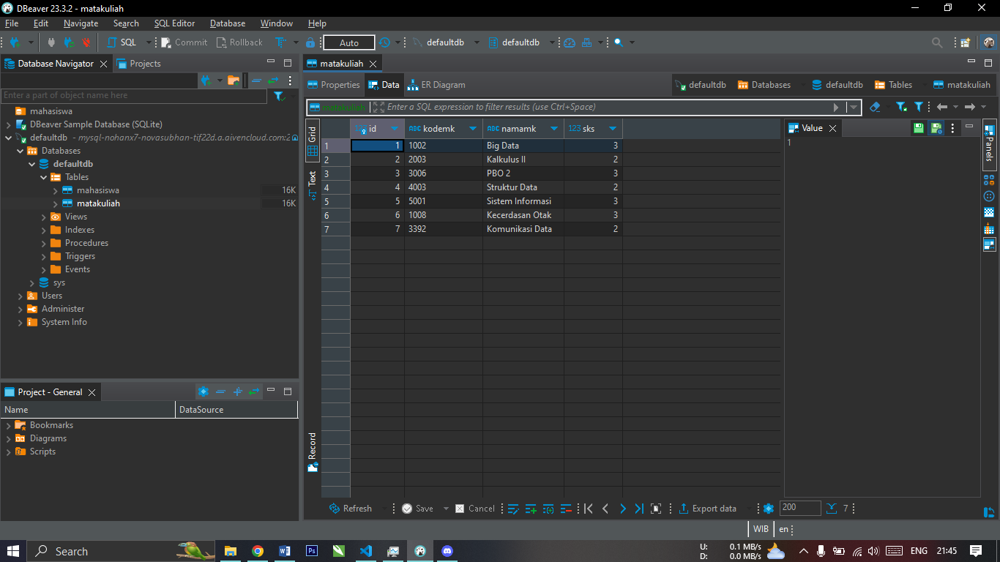 DBeaver 23.3.2 - matakuliah
File Edit Navigate Search SQL Editor Database Window Help
SQL Commit Rollback Auto defaultdb defaultdb
Database Navigator Projects
Enter a part of object name here
mahasiswa
DBeaver Sample Database (SQLite)
defaultdb - mysql-nohanx7-novasubhan-tif22d.a.aivencloud.com:2
Databases
defaultdb
Tables
mahasiswa 16K
matakuliah 16K
Views
Indexes
Procedures
Triggers
Events
sys
Users
Administer
System Info
Project - General
Name DataSource
Bookmarks
Diagrams
Scripts
matakuliah
Properties Data ER Diagram defaultdb Databases defaultdb Tables matakuliah
matakuliah Enter a SQL expression to filter results (use Ctrl+Space)
Grid
Text
Record
123 id ABC kodemk ABC namamk 123 sks
1 1 1002 Big Data 3
2 2 2003 Kalkulus II 2
3 3 3006 PBO 2 3
4 4 4003 Struktur Data 2
5 5 5001 Sistem Informasi 3
6 6 1008 Kecerdasan Otak 3
7 7 3392 Komunikasi Data 2
Value
1
Panels
Refresh Save Cancel Export data 200 7
WIB en
Search
Ps
U: 0.1 MB/s
D: 0.0 MB/s
ENG 21:45